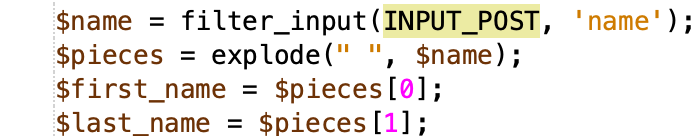 $name = filter_input(INPUT_POST, 'name');
$pieces = explode(" ", $name);
$first_name = $pieces[0];
$last_name = $pieces[1];